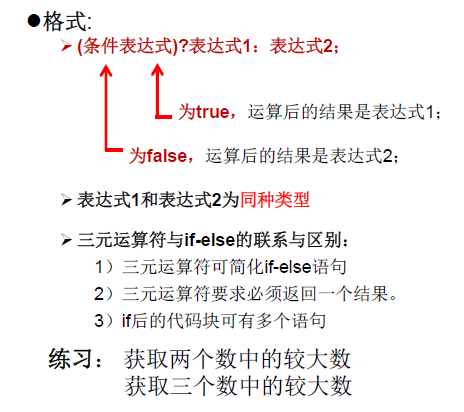 ●格式:
➢ (条件表达式)?表达式1：表达式2；
为true，运算后的结果是表达式1；
为false，运算后的结果是表达式2；
➢ 表达式1和表达式2为同种类型
➢ 三元运算符与if-else的联系与区别：
1）三元运算符可简化if-else语句
2）三元运算符要求必须返回一个结果。
3）if后的代码块可有多个语句
练习： 获取两个数中的较大数
获取三个数中的较大数